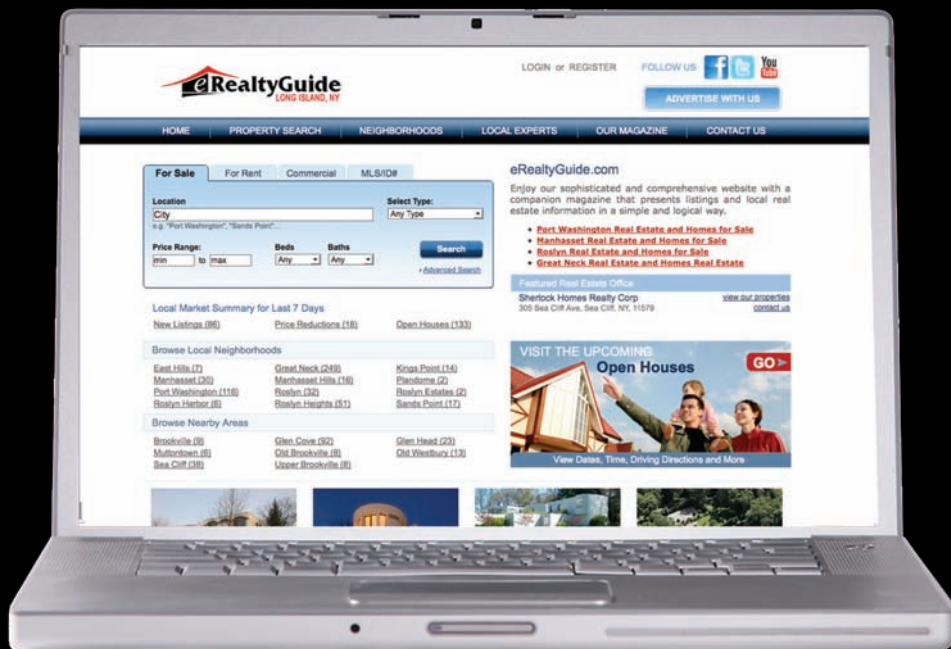 LOGIN or REGISTER
FOLLOW US
f
t
You
Tube
eRealtyGuide
LONG ISLAND, NY
ADVERTISE WITH US
HOME PROPERTY SEARCH NEIGHBORHOODS LOCAL EXPERTS OUR MAGAZINE CONTACT US
For Sale For Rent Commercial MLS/ID#
Location
Select Type:
City
Any Type
e.g. "Port Washington", "Sands Point"...
Price Range: Beds Baths
min to max Any Any Search
Advanced Search
eRealtyGuide.com
Enjoy our sophisticated and comprehensive website with a
companion magazine that presents listings and local real
estate information in a simple and logical way.
Port Washington Real Estate and Homes for Sale
Manhasset Real Estate and Homes for Sale
Roslyn Real Estate and Homes for Sale
Great Neck Real Estate and Homes Real Estate
Featured Real Estate Office
Sherlock Homes Realty Corp view our properties
305 Sea Cliff Ave, Sea Cliff, NY, 11579 contact us
Local Market Summary for Last 7 Days
New Listings (86) Price Reductions (18) Open Houses (133)
Browse Local Neighborhoods
East Hills (7) Great Neck (249) Kings Point (14)
Manhasset (30) Manhasset Hills (16) Plandome (2)
Port Washington (116) Roslyn (32) Roslyn Estates (2)
Roslyn Harbor (6) Roslyn Heights (51) Sands Point (17)
Browse Nearby Areas
Brookville (9) Glen Cove (92) Glen Head (23)
Muttontown (6) Old Brookville (8) Old Westbury (13)
Sea Cliff (38) Upper Brookville (8)
VISIT THE UPCOMING
Open Houses
GO
View Dates, Time, Driving Directions and More